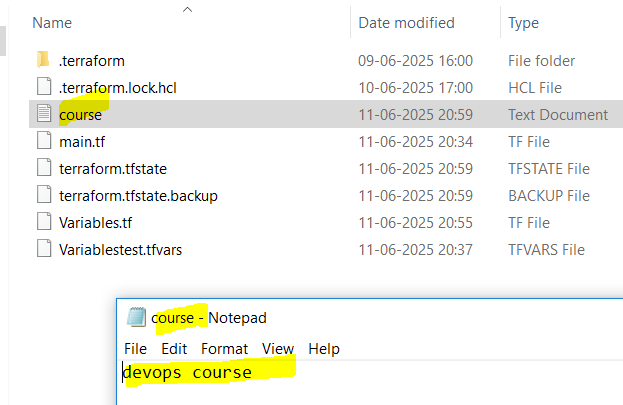 Name Date modified Type
.terraform 09-06-2025 16:00 File folder
.terraform.lock.hcl 10-06-2025 17:00 HCL File
course 11-06-2025 20:59 Text Document
main.tf 11-06-2025 20:34 TF File
terraform.tfstate 11-06-2025 20:59 TFSTATE File
terraform.tfstate.backup 11-06-2025 20:59 BACKUP File
Variables.tf 11-06-2025 20:55 TF File
Variablestest.tfvars 11-06-2025 20:37 TFVARS File
course - Notepad
File Edit Format View Help
devops course